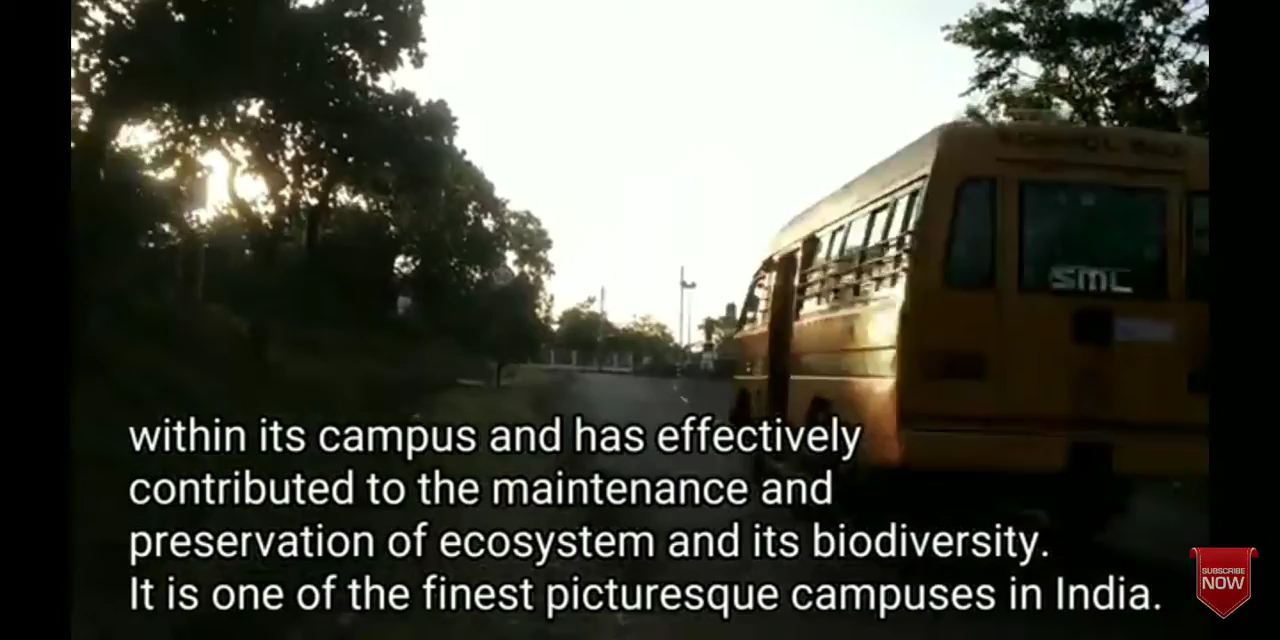 SML
within its campus and has effectively
contributed to the maintenance and
preservation of ecosystem and its biodiversity.
It is one of the finest picturesque campuses in India.
SUBSCRIBE
NOW